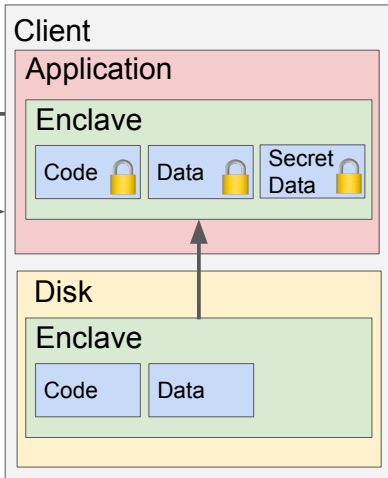 Client
Application
Enclave
Code
Data
Secret
Data
Disk
Enclave
Code
Data